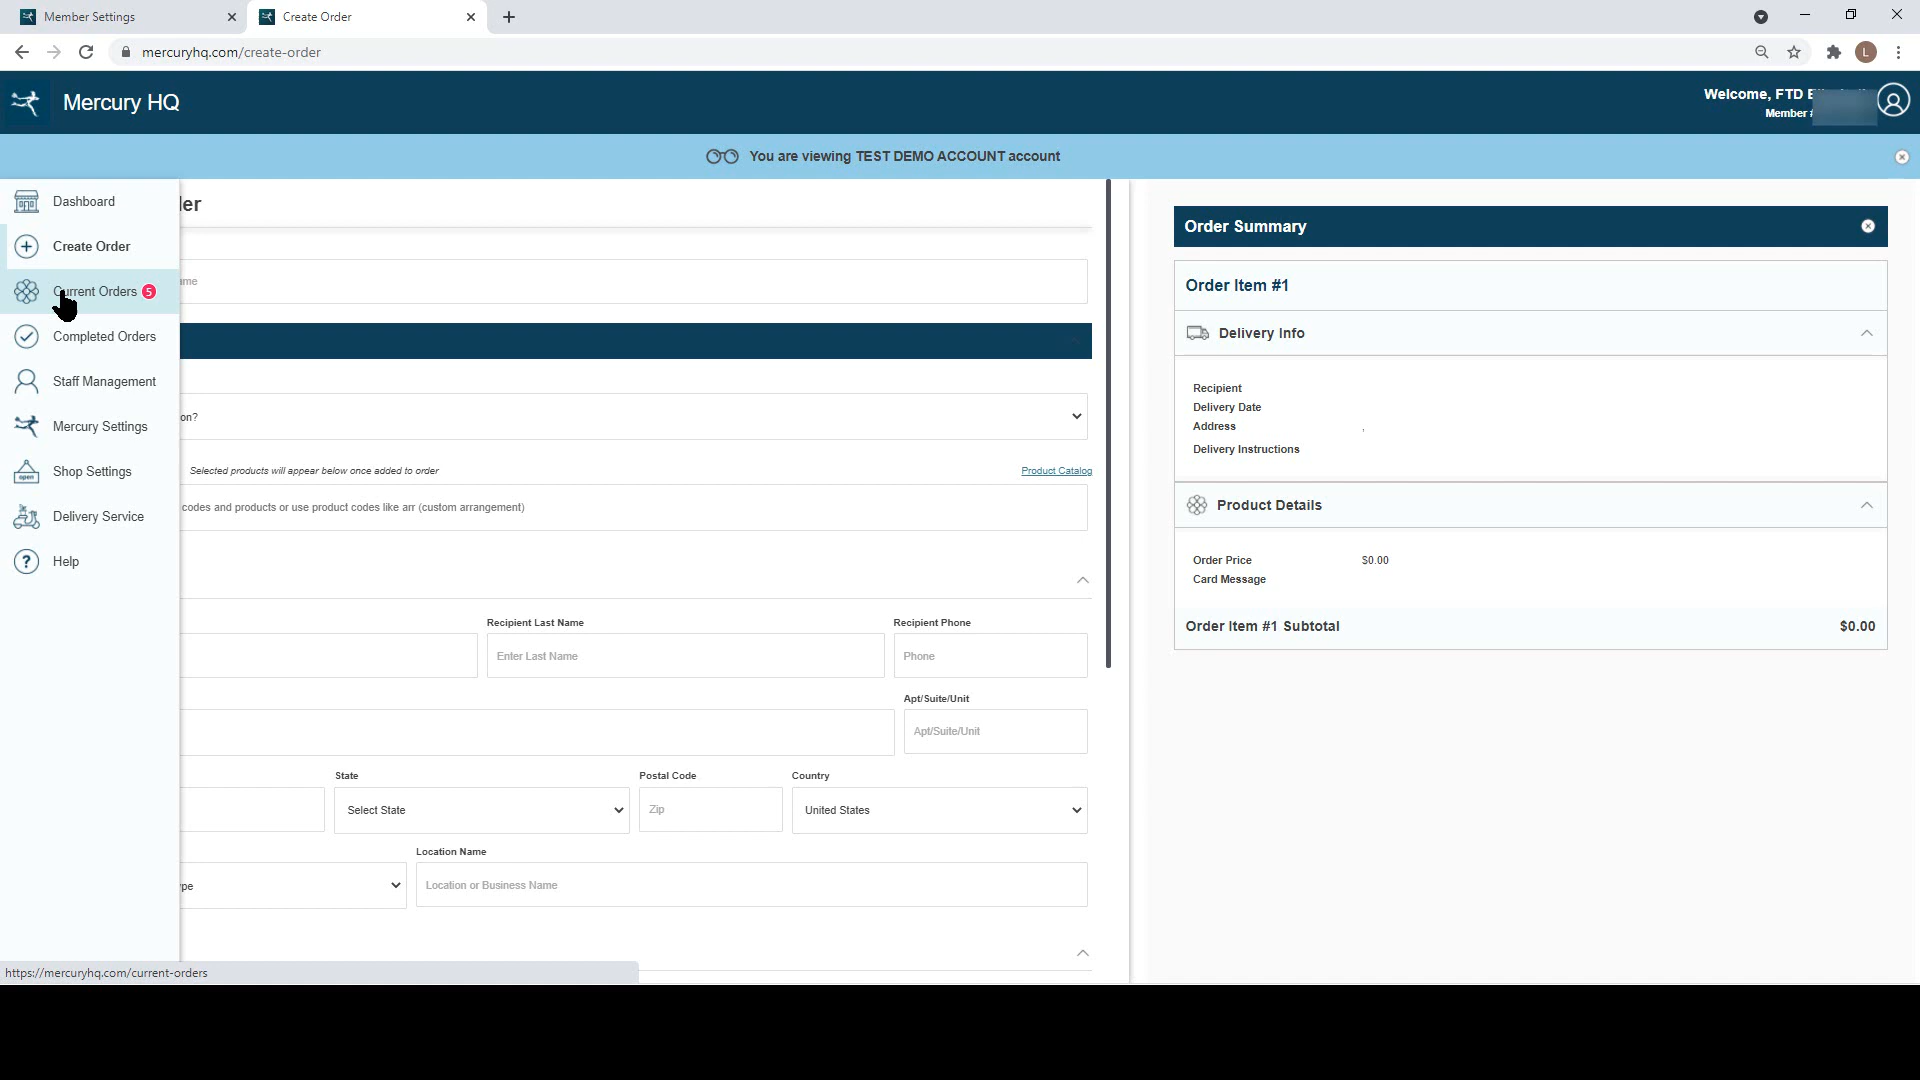 Member Settings
Create Order
mercuryhq.com/create-order
L
Mercury HQ
Welcome, FTD
Member
You are viewing TEST DEMO ACCOUNT account
Dashboard
Create Order
Current Orders 5
Completed Orders
Staff Management
Mercury Settings
Shop Settings
open
Delivery Service
? Help
https://mercuryhq.com/current-orders
Selected products will appear below once added to order
Product Catalog
codes and products or use product codes like arr (custom arrangement)
Recipient Last Name
Recipient Phone
Enter Last Name
Phone
Apt/Suite/Unit
Apt/Suite/Unit
State
Postal Code
Country
Select State
Zip
United States
Location Name
Location or Business Name
Order Summary
Order Item #1
Delivery Info
Recipient
Delivery Date
Address
,
Delivery Instructions
Product Details
Order Price
$0.00
Card Message
Order Item #1 Subtotal
$0.00